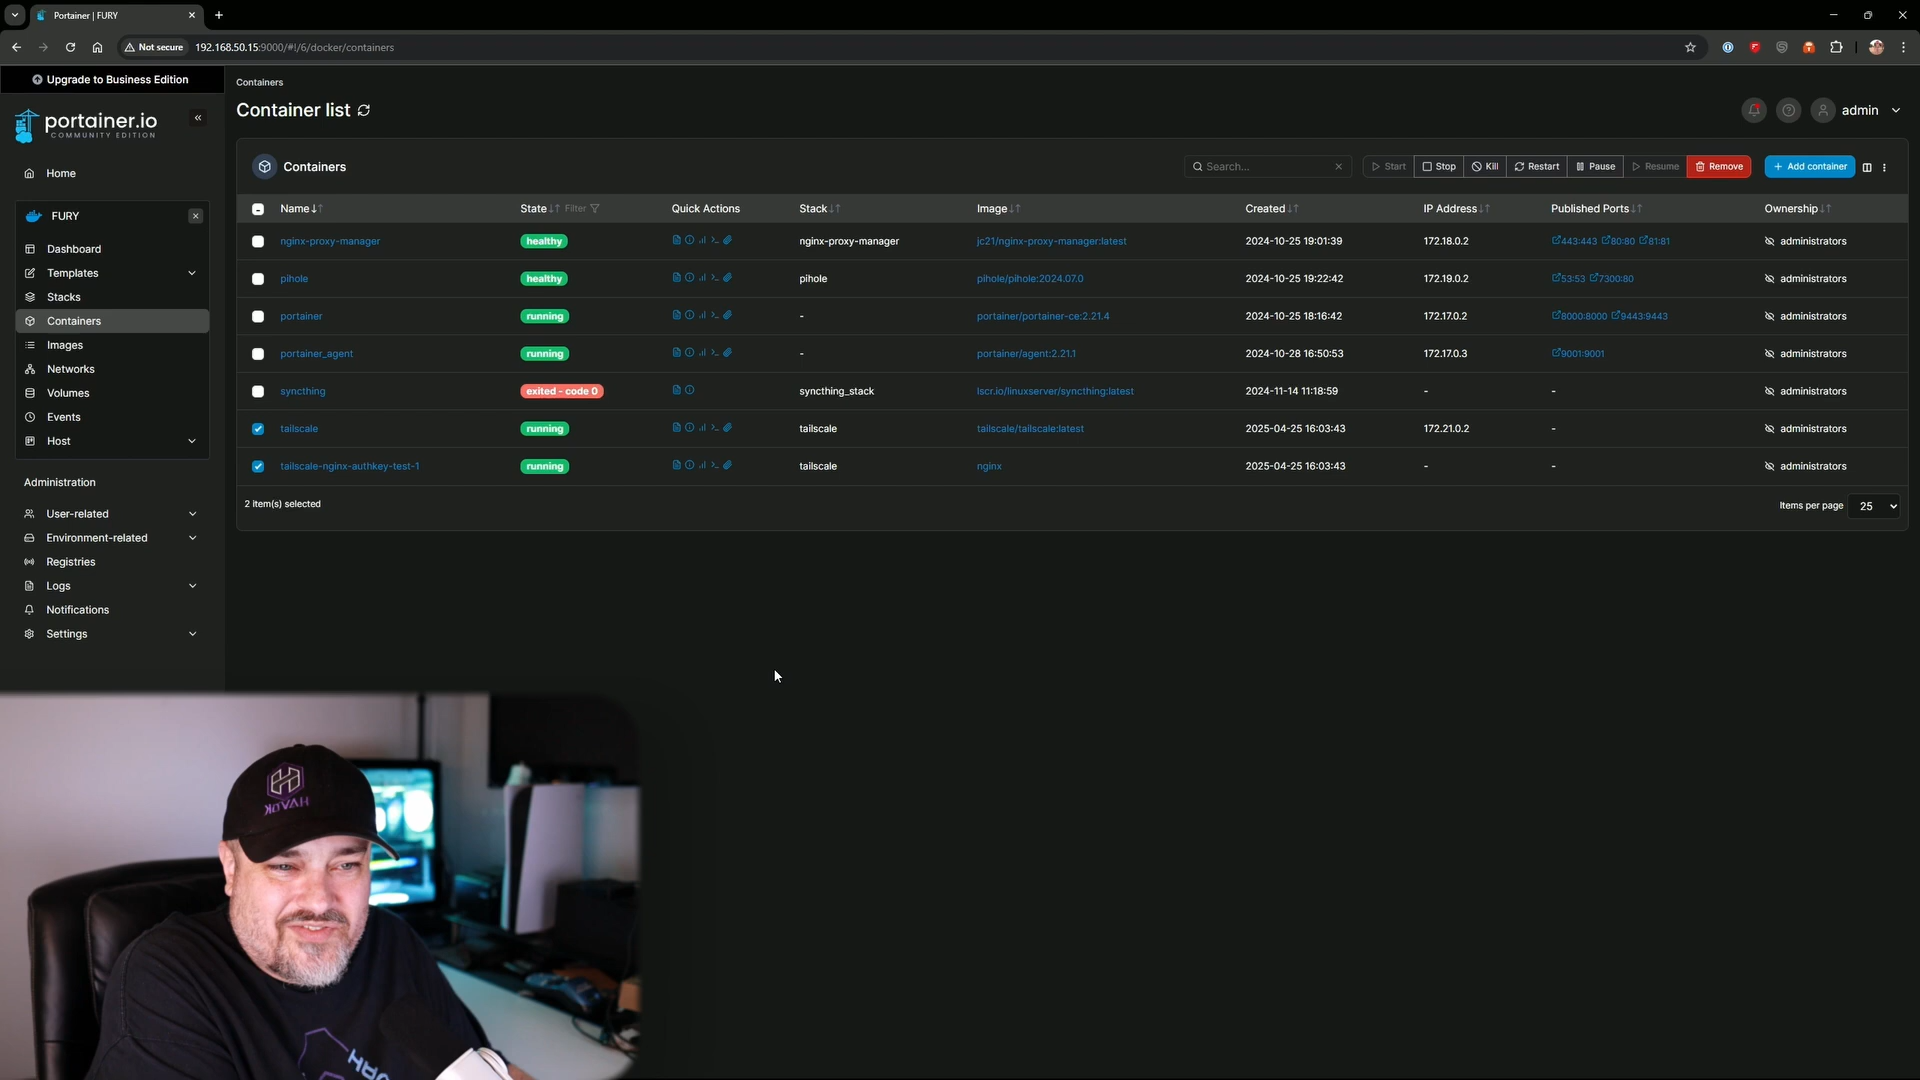 Portainer | FURY
Not secure 192.168.50.15:9000/#!/6/docker/containers
Upgrade to Business Edition
portainer.io
COMMUNITY EDITION
Home
FURY
Dashboard
Templates
Stacks
Containers
Images
Networks
Volumes
Events
Host
Administration
User-related
Environment-related
Registries
Logs
Notifications
Settings
Containers
Container list
admin
Containers
Search...
Start Stop Kill Restart Pause Resume Remove Add container
Name State Filter Quick Actions Stack Image Created IP Address Published Ports Ownership
nginx-proxy-manager healthy nginx-proxy-manager jc21/nginx-proxy-manager:latest 2024-10-25 19:01:39 172.18.0.2 443:443 80:80 81:81 administrators
pihole healthy pihole pihole/pihole:2024.07.0 2024-10-25 19:22:42 172.19.0.2 53:53 7300:80 administrators
portainer running - portainer/portainer-ce:2.21.4 2024-10-25 18:16:42 172.17.0.2 8000:8000 9443:9443 administrators
portainer_agent running - portainer/agent:2.21.1 2024-10-28 16:50:53 172.17.0.3 9001:9001 administrators
syncthing exited - code 0 syncthing_stack lscr.io/linuxserver/syncthing:latest 2024-11-14 11:18:59 - - administrators
tailscale running tailscale tailscale/tailscale:latest 2025-04-25 16:03:43 172.21.0.2 - administrators
tailscale-nginx-authkey-test-1 running tailscale nginx 2025-04-25 16:03:43 - - administrators
2 item(s) selected
Items per page 25
HAVOK